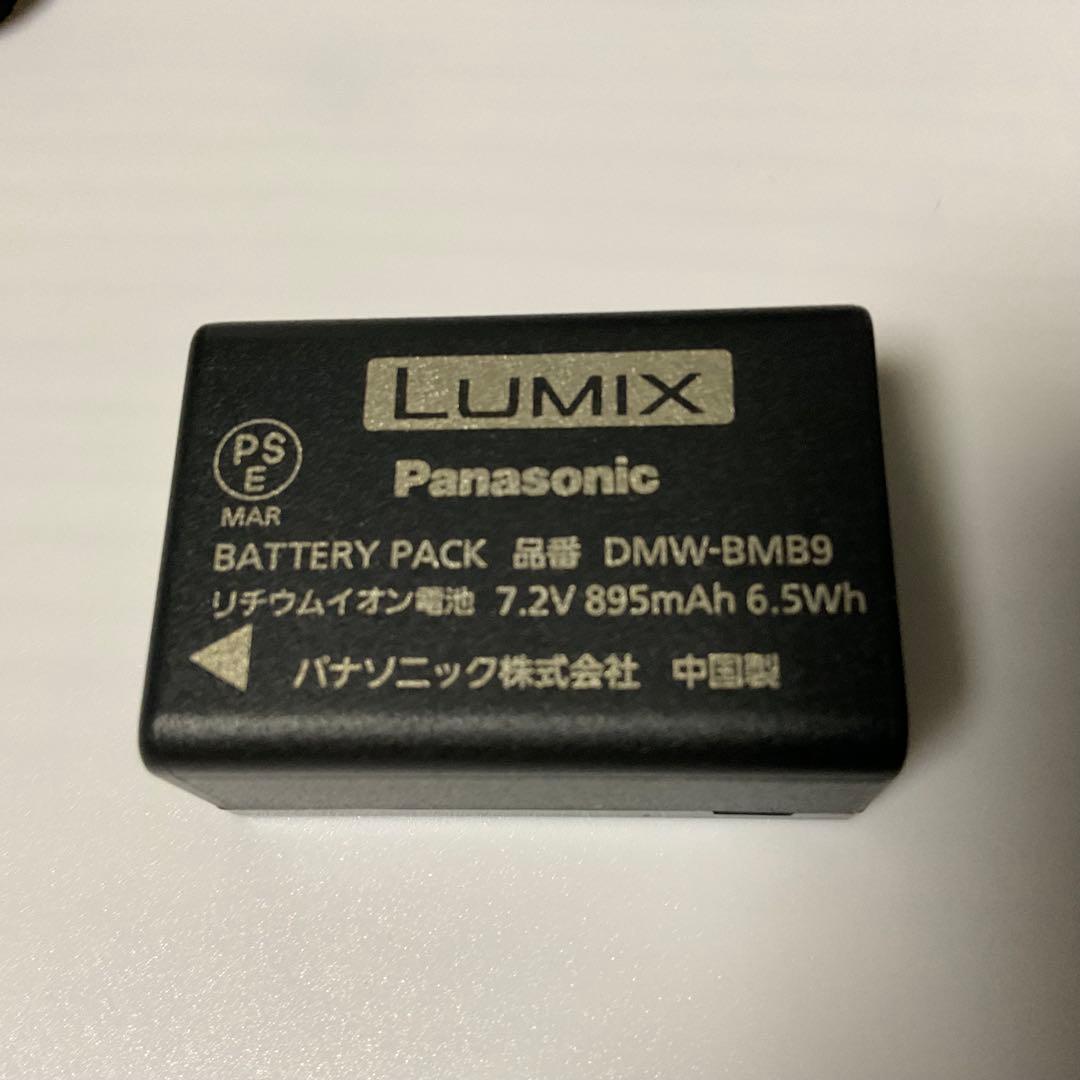 LUMIX
PS
E
Panasonic
MAR
BATTERY PACK 品番 DMW-BMB9
リチウムイオン電池 7.2V 895mAh 6.5Wh
パナソニック株式会社 中国製